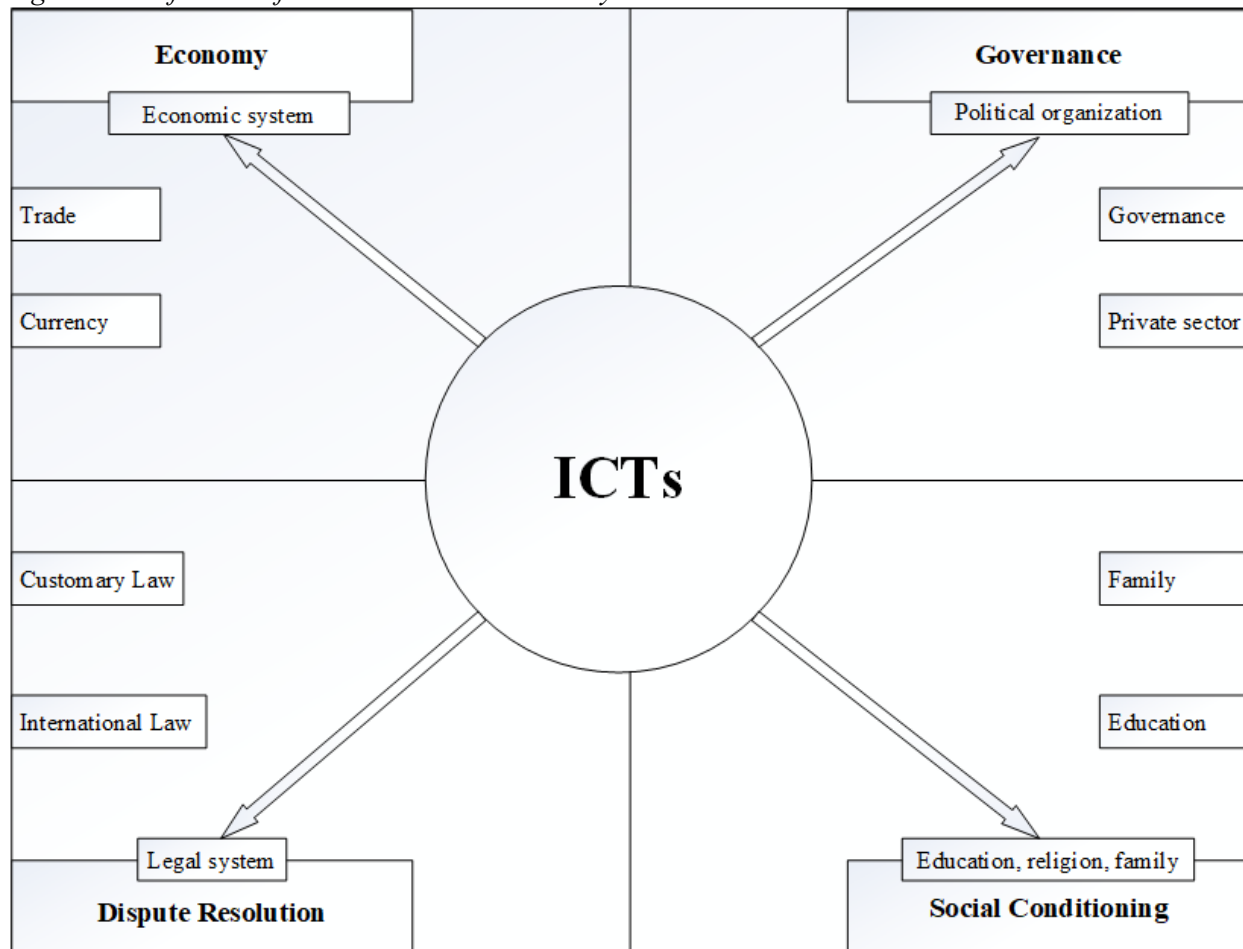 Economy
Economic system
Trade
Currency
Governance
Political organization
Governance
Private sector
ICTs
Customary Law
International Law
Legal system
Dispute Resolution
Family
Education
Education, religion, family
Social Conditioning